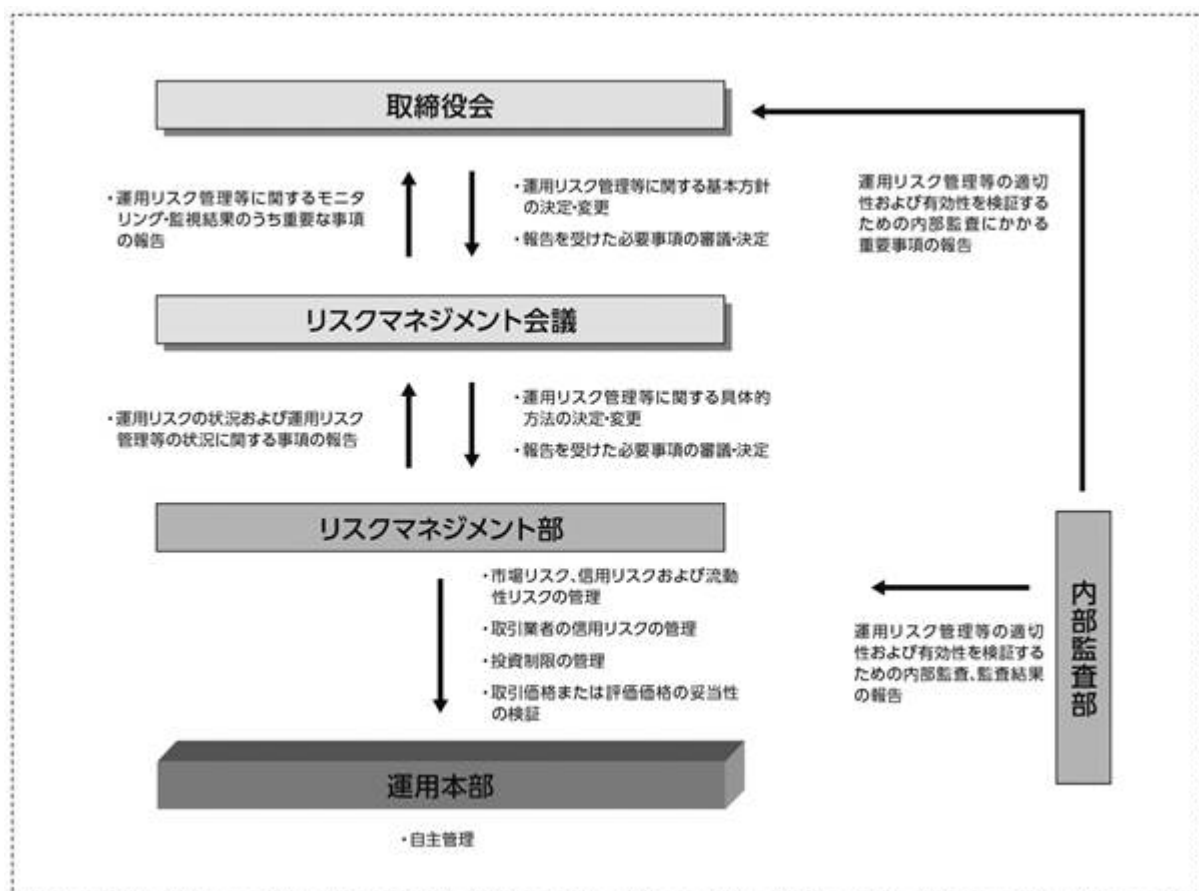 取締役会
・運用リスク管理等に関するモニタ
リング・監視結果のうち重要な事項
の報告
・運用リスク管理等に関する基本方針
の決定・変更
・報告を受けた必要事項の審議・決定
運用リスク管理等の適切
性および有効性を検証する
ための内部監査にかかる
重要事項の報告
リスクマネジメント会議
・運用リスクの状況および運用リスク
管理等の状況に関する事項の報告
・運用リスク管理等に関する具体的
方法の決定・変更
・報告を受けた必要事項の審議・決定
リスクマネジメント部
・市場リスク、信用リスクおよび流動
性リスクの管理
・取引業者の信用リスクの管理
・投資制限の管理
・取引価格または評価価格の妥当性
の検証
運用リスク管理等の適切
性および有効性を検証する
ための内部監査、監査結果
の報告
内部監査部
運用本部
・自主管理